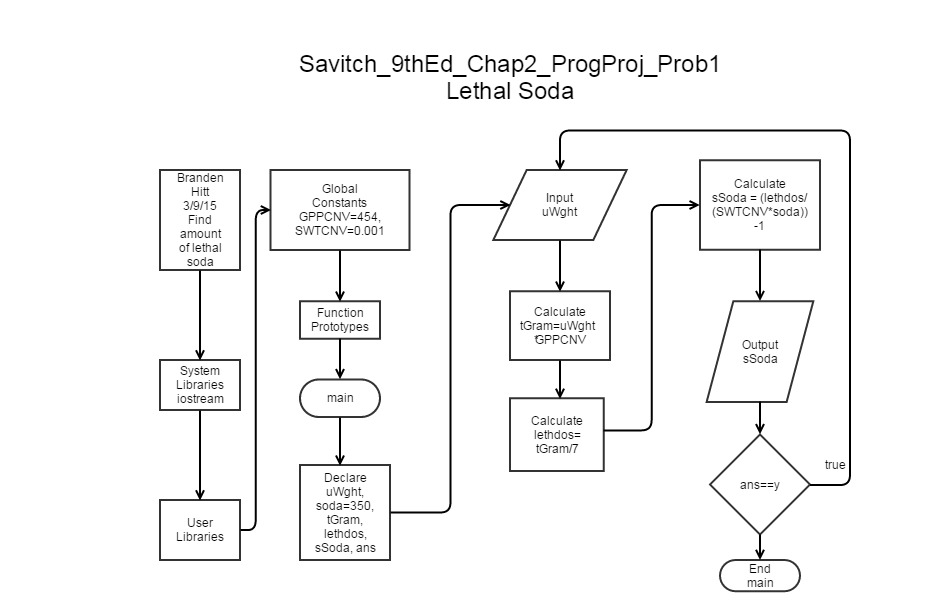 Savitch_9thEd_Chap2_ProgProj_Prob1
Lethal Soda
Branden
Hitt
3/9/15
Find
amount
of lethal
soda
System
Libraries
iostream
User
Libraries
Global
Constants
GPPCNV=454,
SWTCNV=0.001
Function
Prototypes
main
Declare
uWght,
soda=350,
tGram,
lethdos,
sSoda, ans
Input
uWght
Calculate
tGram=uWght
*GPPCNV
Calculate
lethdos=
tGram/7
Calculate
sSoda = (lethdos/
(SWTCNV*soda))
-1
Output
sSoda
ans==y
true
End
main